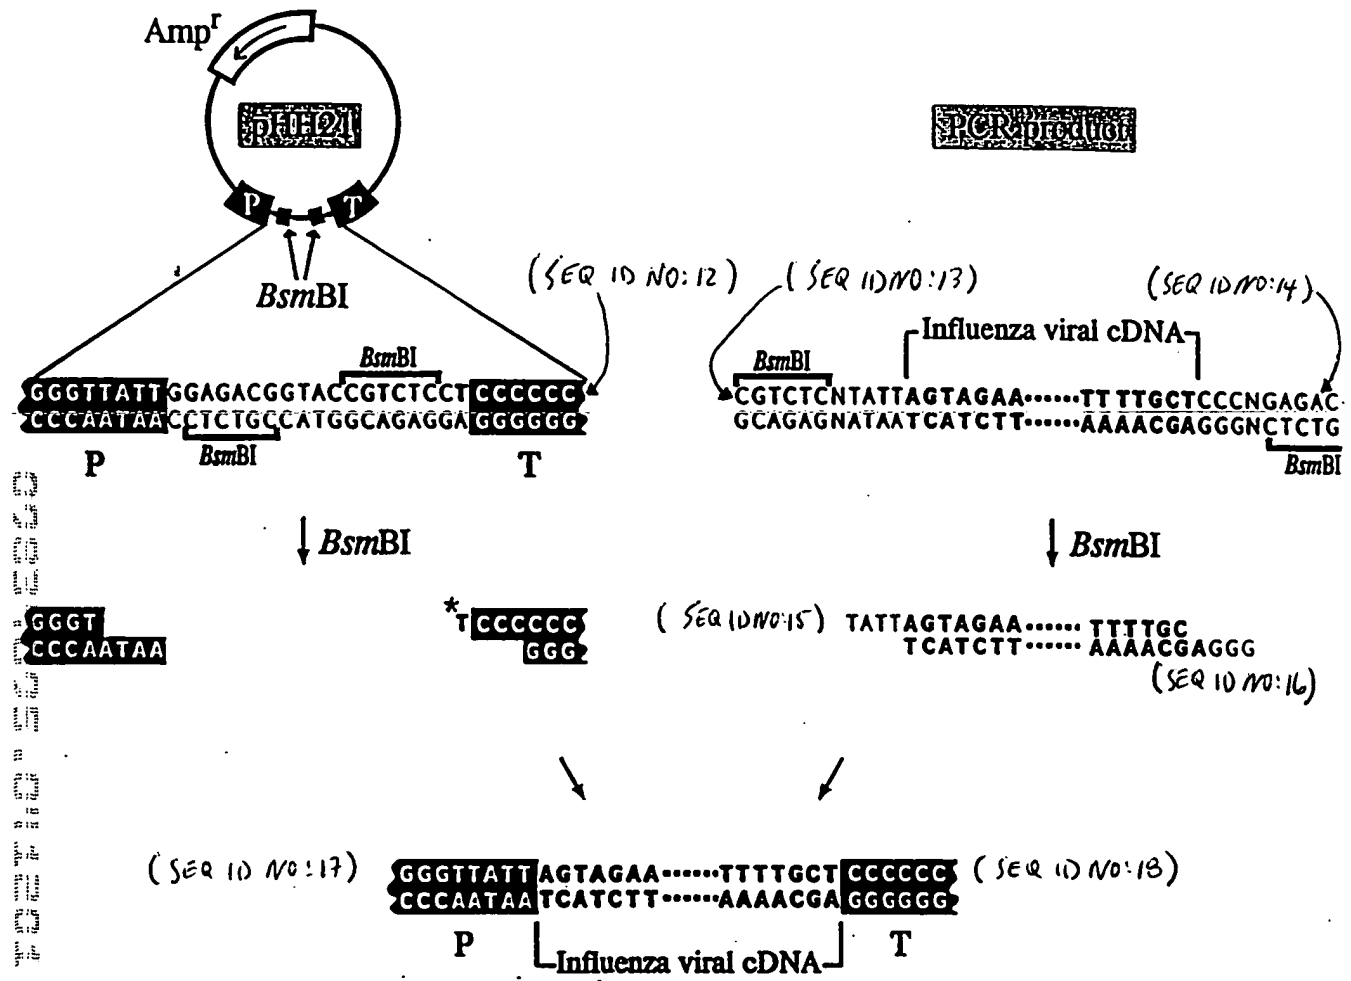 Ampʳ
pHH21
PCR product
P T
BsmBI
(SEQ ID NO:12)
(SEQ ID NO:13)
(SEQ ID NO:14)
Influenza viral cDNA
BsmBI
GGGTTATTGGAGACGGTACCCGTCTCCTCCCCCCC
CCCAATAACCTCTGCCATGGCAGAGGAGGGGGG
BsmBI
P T
BsmBI
CGTCTCNTATTAGTAGAA······TTTTGCTCCCNGAGAC
GCAGAGNATAATCATCTT······AAAACGAGGGNCTCTG
BsmBI
BsmBI
BsmBI
GGGT
CCCAATAA
*TCCCCCC
GGG
(SEQ ID NO:15) TATTAGTAGAA······TTTTGC
TCATCTT······AAAACGAGGG
(SEQ ID NO:16)
(SEQ ID NO:17) GGGTTATTAGTAGAA······TTTTGCTCCCCCC (SEQ ID NO:18)
CCCAATAATCATCTT······AAAACGAGGGGGG
P T
Influenza viral cDNA